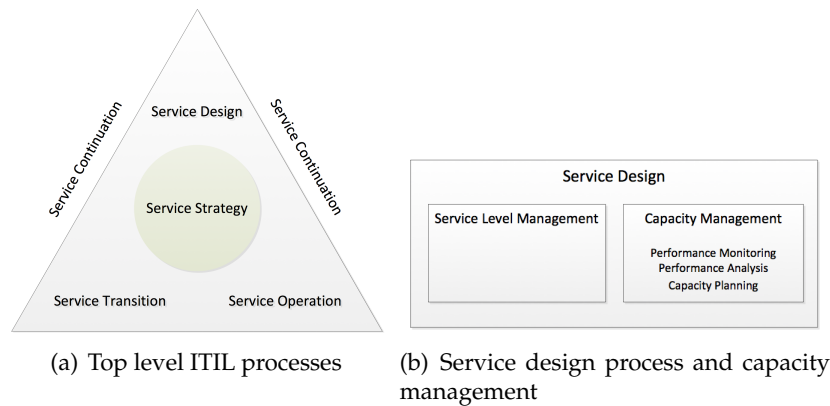 Service Design
Service Continuation
Service Continuation
Service Strategy
Service Transition
Service Operation
(a) Top level ITIL processes
Service Design
Service Level Management
Capacity Management
Performance Monitoring
Performance Analysis
Capacity Planning
(b) Service design process and capacity
management